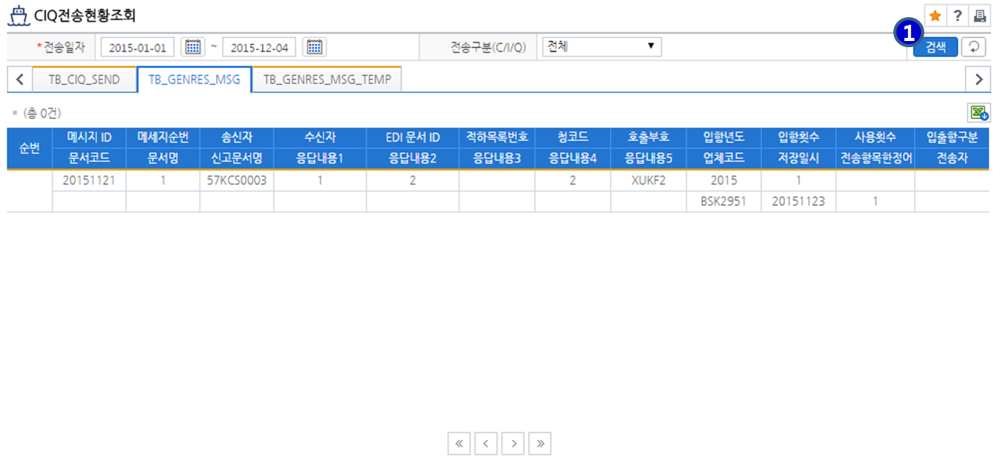 CIQ전송현황조회
?
1
*전송일자 2015-01-01 ~ 2015-12-04 전송구분(C/I/Q) 전체 검색
TB_CIQ_SEND TB_GENRES_MSG TB_GENRES_MSG_TEMP
(총 0건)
순번
메시지 ID 메세지순번 송신자 수신자 EDI 문서 ID 적하목록번호 청코드 호출부호 입항년도 입항횟수 사용횟수 입출항구분
문서코드 문서명 신고문서명 응답내용1 응답내용2 응답내용3 응답내용4 응답내용5 업체코드 저장일시 전송항목한정어 전송자
20151121 1 57KCS0003 1 2 2 XUKF2 2015 1
BSK2951 20151123 1